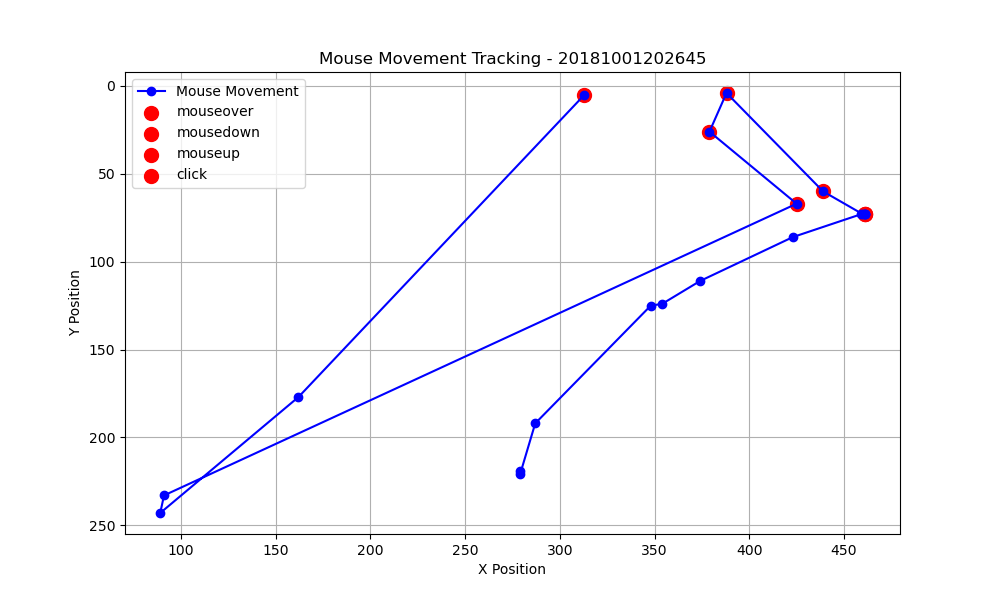 Mouse Movement Tracking - 20181001202645
Mouse Movement
mouseover
mousedown
mouseup
click
0
50
100
150
200
250
Y Position
100 150 200 250 300 350 400 450
X Position